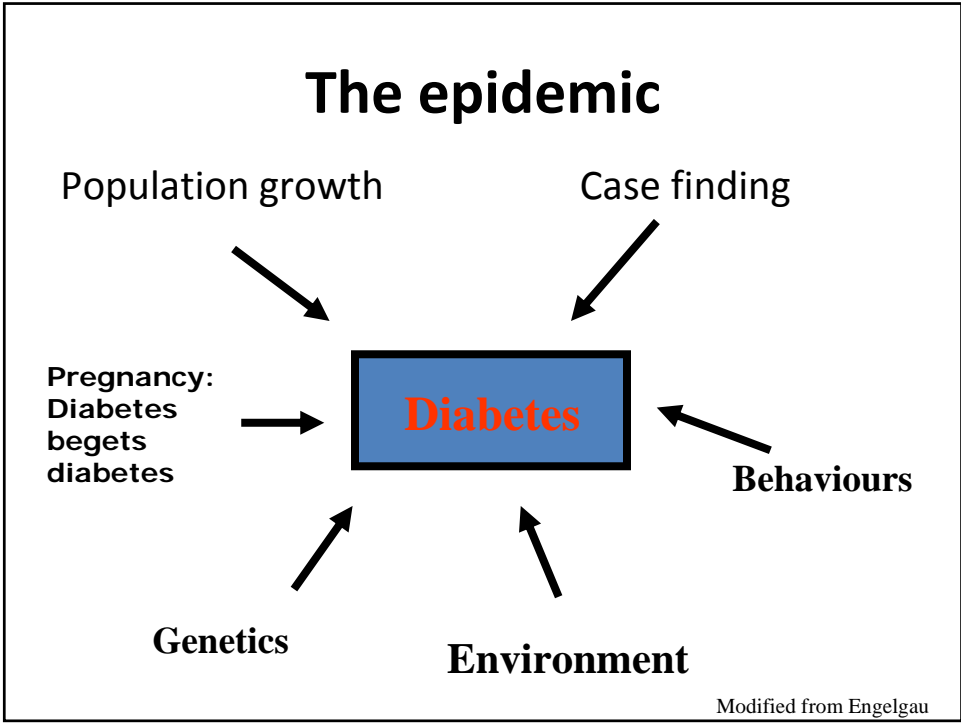 The epidemic
Population growth
Case finding
Pregnancy:
Diabetes
begets
diabetes
Diabetes
Behaviours
Genetics
Environment
Modified from Engelgau